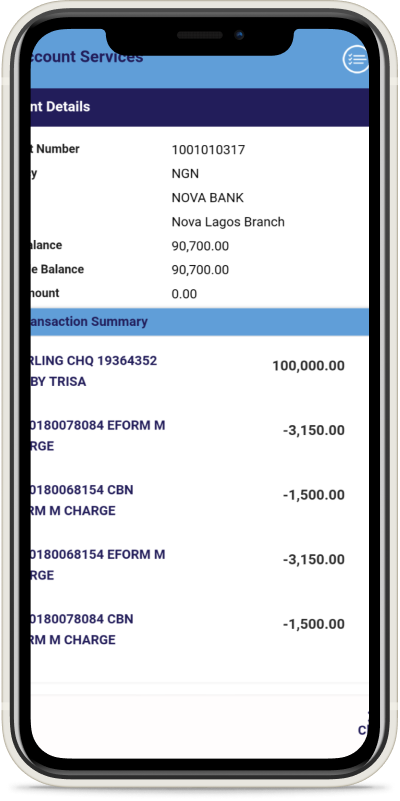 ccount Services
nt Details
t Number 1001010317
y NGN
NOVA BANK
Nova Lagos Branch
alance 90,700.00
le Balance 90,700.00
mount 0.00
ansaction Summary
RLING CHQ 19364352 100,000.00
BY TRISA
0180078084 EFORM M -3,150.00
RGE
0180068154 CBN -1,500.00
RM M CHARGE
0180068154 EFORM M -3,150.00
RGE
0180078084 CBN -1,500.00
RM M CHARGE